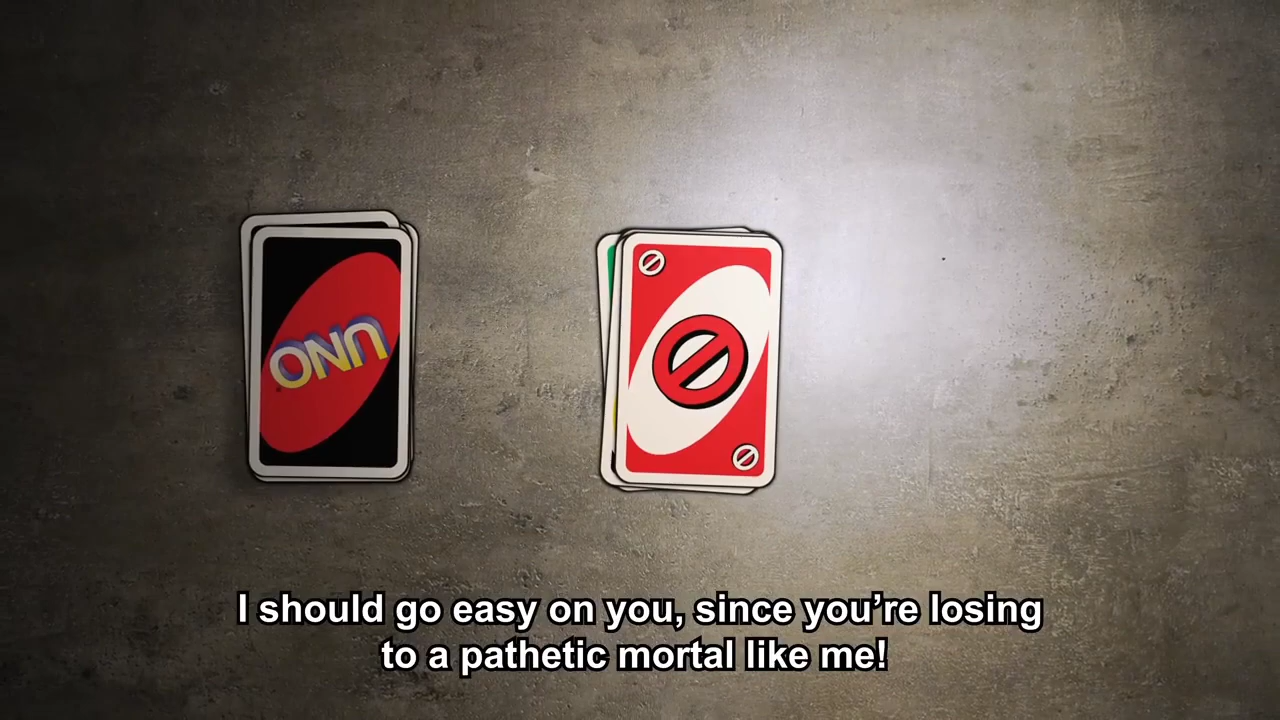 UNO
I should go easy on you, since you’re losing
to a pathetic mortal like me!